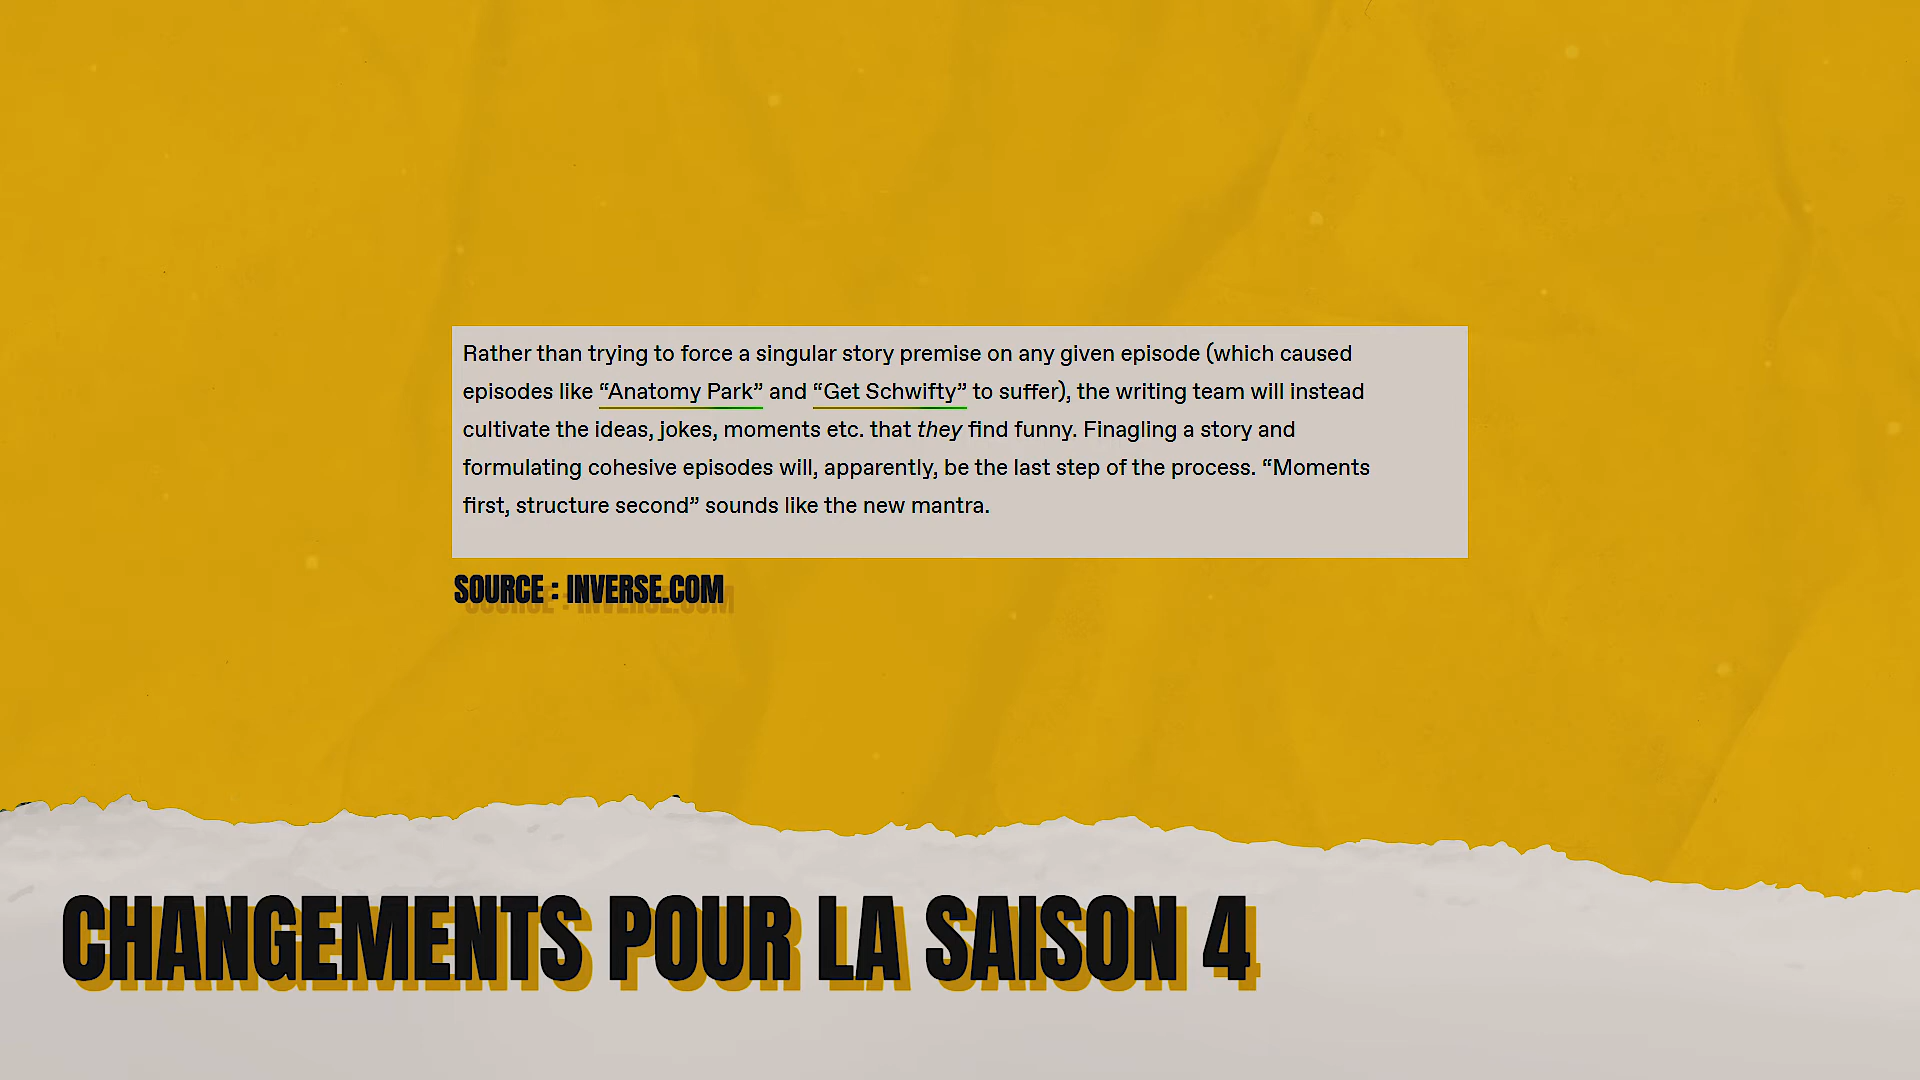 Rather than trying to force a singular story premise on any given episode (which caused
episodes like “Anatomy Park” and “Get Schwifty” to suffer), the writing team will instead
cultivate the ideas, jokes, moments etc. that they find funny. Finagling a story and
formulating cohesive episodes will, apparently, be the last step of the process. “Moments
first, structure second” sounds like the new mantra.
SOURCE : INVERSE.COM
CHANGEMENTS POUR LA SAISON 4